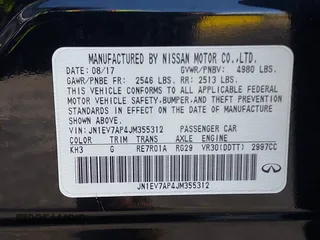 MANUFACTURED BY NISSAN MOTOR CO.,LTD.
DATE: 08/17 GVWR/PNBV: 4980 LBS.
GAWR/PNBE FR: 2546 LBS. RR: 2513 LBS.
THIS VEHICLE CONFORMS TO ALL APPLICABLE
FEDERAL MOTOR VEHICLE
SAFETY,BUMPER,AND THEFT PREVENTION
STANDARDS IN EFFECT ON THE
DATE OF MANUFACTURE SHOWN ABOVE.
VIN: JN1EV7AP4JM355312 PASSENGER CAR
COLOR TRIM TRANS AXLE ENGINE
KH3 G RE7R01A RG29 VR30(DDTT) 2997CC
JN1EV7AP4JM355312
INFINITI